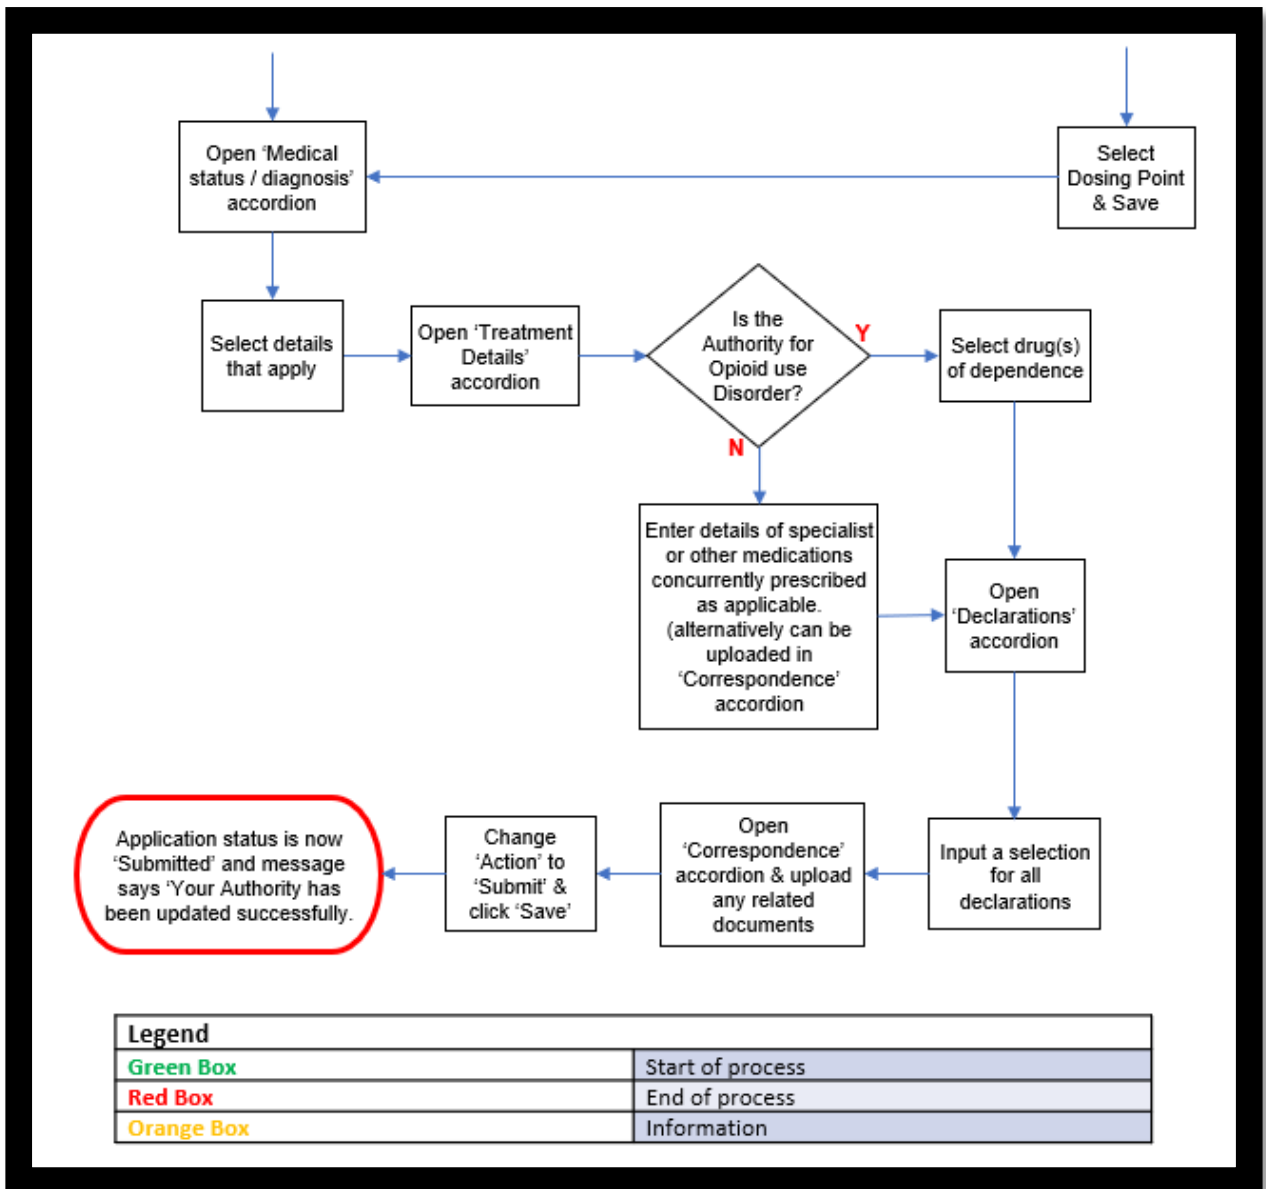 Open ‘Medical
status / diagnosis’
accordion
Select
Dosing Point
& Save
Select details
that apply
Open ‘Treatment
Details’
accordion
Is the
Authority for
Opioid use
Disorder?
Y
N
Select drug(s)
of dependence
Enter details of specialist
or other medications
concurrently prescribed
as applicable.
(alternatively can be
uploaded in
‘Correspondence’
accordion
Open
‘Declarations’
accordion
Application status is now
‘Submitted’ and message
says ‘Your Authority has
been updated successfully.
Change
‘Action’ to
‘Submit’ &
click ‘Save’
Open
‘Correspondence’
accordion & upload
any related
documents
Input a selection
for all
declarations
Legend
Green Box Start of process
Red Box End of process
Orange Box Information